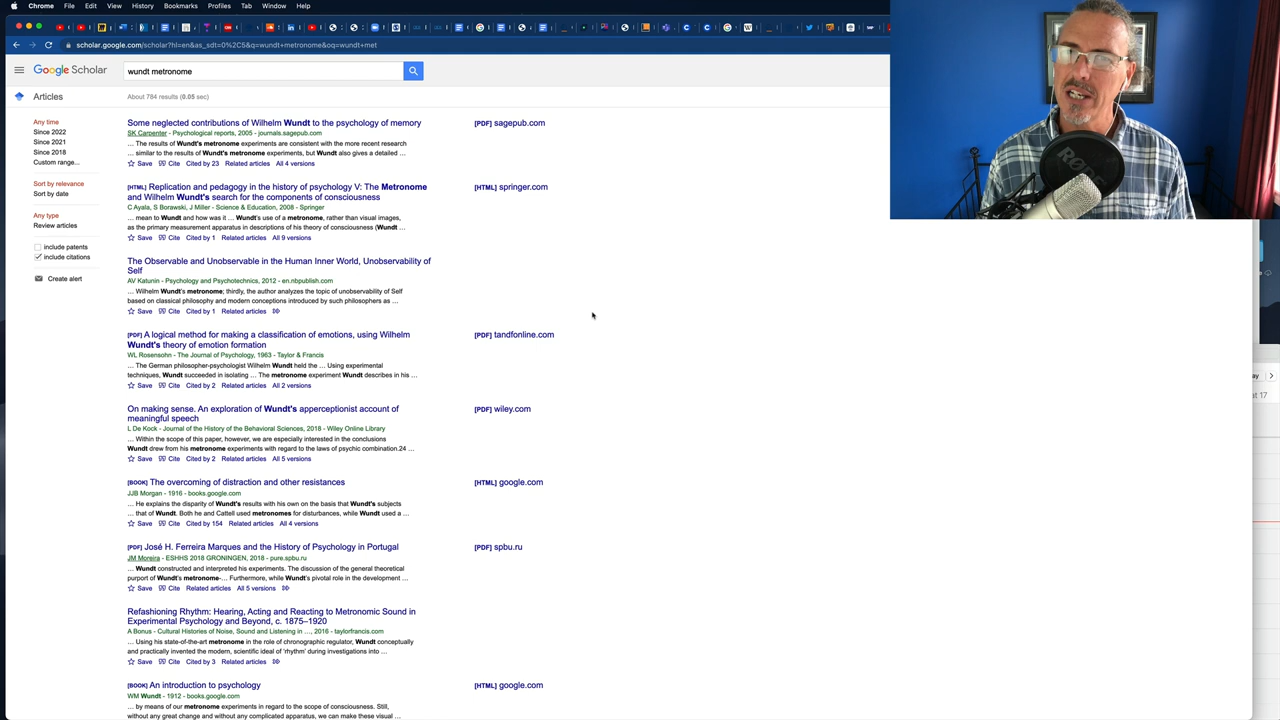 Chrome File Edit View History Bookmarks Profiles Tab Window Help
scholar.google.com/scholar?hl=en&as_sdt=0%2C5&q=wundt+metronome&oq=wundt+met
Google Scholar
wundt metronome
Articles
About 784 results (0.05 sec)
Any time
Since 2022
Since 2021
Since 2018
Custom range...
Sort by relevance
Sort by date
Any type
Review articles
include patents
include citations
Create alert
Some neglected contributions of Wilhelm Wundt to the psychology of memory
[PDF] sagepub.com
SK Carpenter - Psychological reports, 2005 - journals.sagepub.com
... The results of Wundt's metronome experiments are consistent with the more recent research
... similar to the results of Wundt's metronome experiments, but Wundt also gives a detailed ...
Save Cite Cited by 23 Related articles All 4 versions
[HTML] Replication and pedagogy in the history of psychology V: The Metronome
and Wilhelm Wundt's search for the components of consciousness
[HTML] springer.com
C Ayala, S Borawski, J Miller - Science & Education, 2008 - Springer
... mean to Wundt and how was it ... Wundt's use of a metronome, rather than visual images,
as the primary measurement apparatus in descriptions of his theory of consciousness (Wundt ...
Save Cite Cited by 1 Related articles All 9 versions
The Observable and Unobservable in the Human Inner World, Unobservability of
Self
AV Katunin - Psychology and Psychotechnics, 2012 - en.nbpublish.com
... Wilhelm Wundt's metronome; thirdly, the author analyzes the topic of unobservability of Self
based on classical philosophy and modern conceptions introduced by such philosophers as ...
Save Cite Cited by 1 Related articles
[PDF] A logical method for making a classification of emotions, using Wilhelm
Wundt's theory of emotion formation
[PDF] tandfonline.com
WL Rosensohn - The Journal of Psychology, 1963 - Taylor & Francis
... The German philosopher-psychologist Wilhelm Wundt held the ... Using experimental
techniques, Wundt succeeded in isolating ... The metronome experiment Wundt describes in his ...
Save Cite Cited by 2 Related articles All 2 versions
On making sense. An exploration of Wundt's apperceptionist account of
meaningful speech
[PDF] wiley.com
L De Kock - Journal of the History of the Behavioral Sciences, 2018 - Wiley Online Library
... Within the scope of this paper, however, we are especially interested in the conclusions
Wundt drew from his metronome experiments with regard to the laws of psychic combination.24 ...
Save Cite Cited by 2 Related articles All 5 versions
[BOOK] The overcoming of distraction and other resistances
[HTML] google.com
JJB Morgan - 1916 - books.google.com
... He explains the disparity of Wundt's results with his own on the basis that Wundt's subjects
... that of Wundt. Both he and Cattell used metronomes for disturbances, while Wundt used a ...
Save Cite Cited by 154 Related articles All 4 versions
[PDF] José H. Ferreira Marques and the History of Psychology in Portugal
[PDF] spbu.ru
JM Moreira - ESHHS 2018 GRONINGEN, 2018 - pure.spbu.ru
... Wundt constructed and interpreted his experiments. The discussion of the general theoretical
purport of Wundt's metronome-... Furthermore, while Wundt's pivotal role in the development ...
Save Cite Related articles All 5 versions
Refashioning Rhythm: Hearing, Acting and Reacting to Metronomic Sound in
Experimental Psychology and Beyond, c. 1875–1920
A Bonus - Cultural Histories of Noise, Sound and Listening in ..., 2016 - taylorfrancis.com
... Using his state-of-the-art metronome in the role of chronographic regulator, Wundt conceptually
and practically invented the modern, scientific ideal of 'rhythm' during investigations into ...
Save Cite Cited by 3 Related articles
[BOOK] An introduction to psychology
[HTML] google.com
WM Wundt - 1912 - books.google.com
... by means of our metronome experiments in regard to the scope of consciousness. Still,
without any great change and without any complicated apparatus, we can make these visual ...